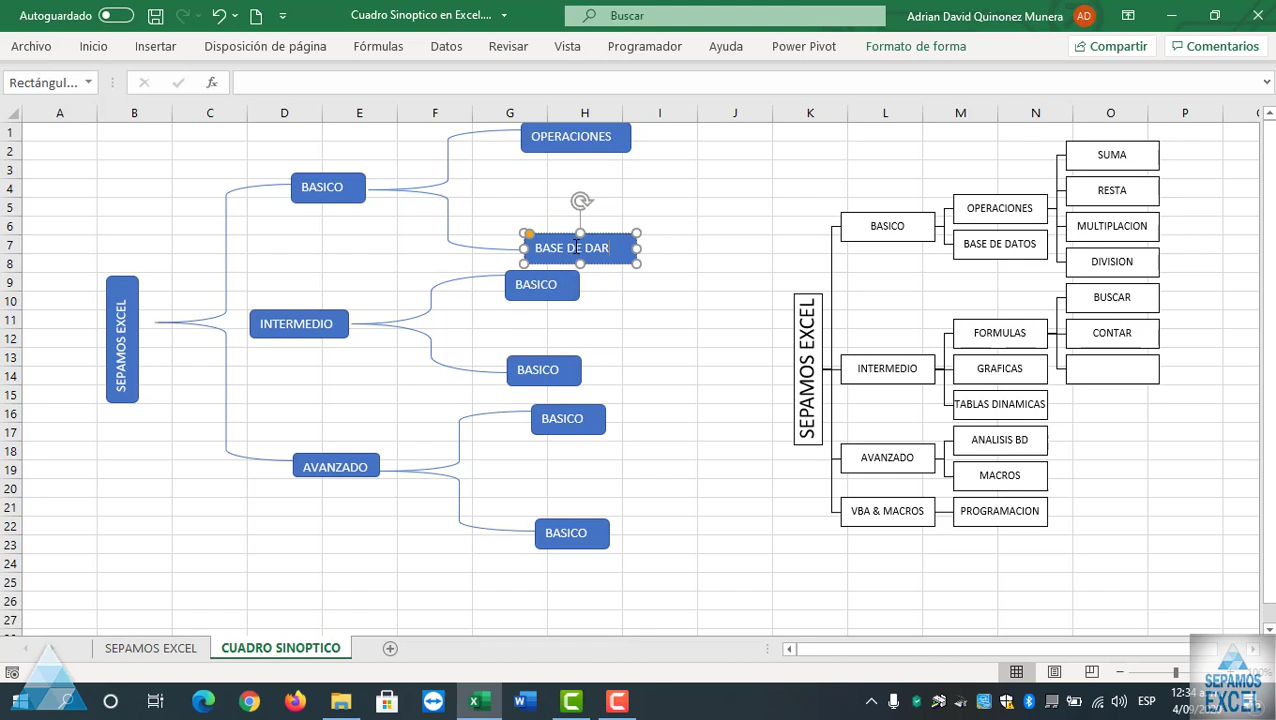 Autoguardado
Cuadro Sinoptico en Excel....
Buscar
Adrian David Quinonez Munera
AD
Archivo
Inicio
Insertar
Disposición de página
Fórmulas
Datos
Revisar
Vista
Programador
Ayuda
Power Pivot
Formato de forma
Compartir
Comentarios
Rectángul...
fx
A B C D E F G H I J K L M N O P
1
2
3
4
5
6
7
8
9
10
11
12
13
14
15
16
17
18
19
20
21
22
23
24
25
26
27
SEPAMOS EXCEL
BASICO
OPERACIONES
BASE DE DAR
INTERMEDIO
BASICO
BASICO
AVANZADO
BASICO
BASICO
SEPAMOS EXCEL
BASICO
OPERACIONES
SUMA
RESTA
MULTIPLICACION
DIVISION
BASE DE DATOS
INTERMEDIO
FORMULAS
BUSCAR
CONTAR
GRAFICAS
TABLAS DINAMICAS
AVANZADO
ANALISIS BD
MACROS
VBA & MACROS
PROGRAMACION
SEPAMOS EXCEL
CUADRO SINOPTICO
ESP
12:34 a.
SEPAMOS
EXCEL